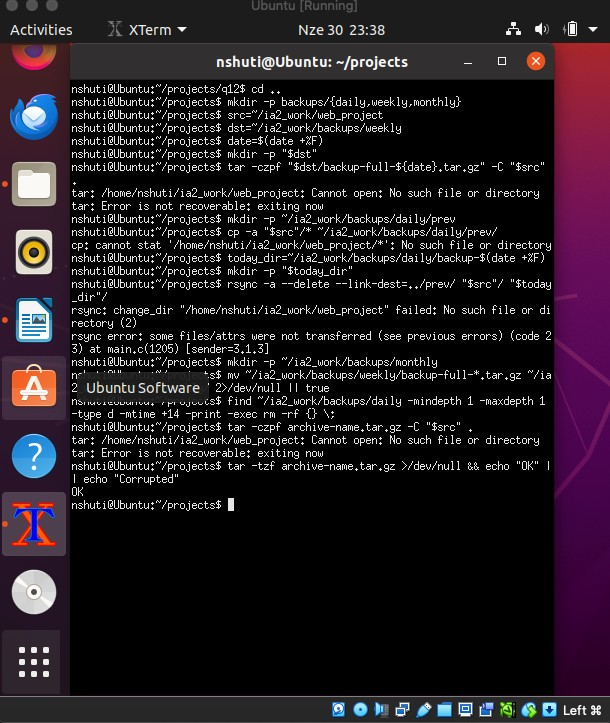 Ubuntu [Running]
Activities
XTerm
Nze 30 23:38
nshuti@Ubuntu: ~/projects
nshuti@Ubuntu:~/projects/q12$ cd ..
nshuti@Ubuntu:~/projects$ mkdir -p backups/{daily,weekly,monthly}
nshuti@Ubuntu:~/projects$ src=~/ia2_work/web_project
nshuti@Ubuntu:~/projects$ dst=~/ia2_work/backups/weekly
nshuti@Ubuntu:~/projects$ date=$(date +%F)
nshuti@Ubuntu:~/projects$ mkdir -p "$dst"
nshuti@Ubuntu:~/projects$ tar -czpf "$dst/backup-full-${date}.tar.gz" -C "$src"
.
tar: /home/nshuti/ia2_work/web_project: Cannot open: No such file or directory
tar: Error is not recoverable: exiting now
nshuti@Ubuntu:~/projects$ mkdir -p ~/ia2_work/backups/daily/prev
nshuti@Ubuntu:~/projects$ cp -a "$src"/* ~/ia2_work/backups/daily/prev/
cp: cannot stat '/home/nshuti/ia2_work/web_project/*': No such file or directory
nshuti@Ubuntu:~/projects$ today_dir=~/ia2_work/backups/daily/backup-$(date +%F)
nshuti@Ubuntu:~/projects$ mkdir -p "$today_dir"
nshuti@Ubuntu:~/projects$ rsync -a --delete --link-dest=../prev/ "$src"/ "$today
_dir"/
rsync: change_dir "/home/nshuti/ia2_work/web_project" failed: No such file or di
rectory (2)
rsync error: some files/attrs were not transferred (see previous errors) (code 2
3) at main.c(1205) [sender=3.1.3]
nshuti@Ubuntu:~/projects$ mkdir -p ~/ia2_work/backups/monthly
nshuti@Ubuntu:~/projects$ mv ~/ia2_work/backups/weekly/backup-full-*.tar.gz ~/ia
2 Ubuntu Software 2>/dev/null || true
nshuti@Ubuntu:~/projects$ find ~/ia2_work/backups/daily -mindepth 1 -maxdepth 1
-type d -mtime +14 -print -exec rm -rf {} \;
nshuti@Ubuntu:~/projects$ tar -czpf archive-name.tar.gz -C "$src" .
tar: /home/nshuti/ia2_work/web_project: Cannot open: No such file or directory
tar: Error is not recoverable: exiting now
nshuti@Ubuntu:~/projects$ tar -tzf archive-name.tar.gz >/dev/null && echo "OK" |
| echo "Corrupted"
OK
nshuti@Ubuntu:~/projects$
Left ⌘